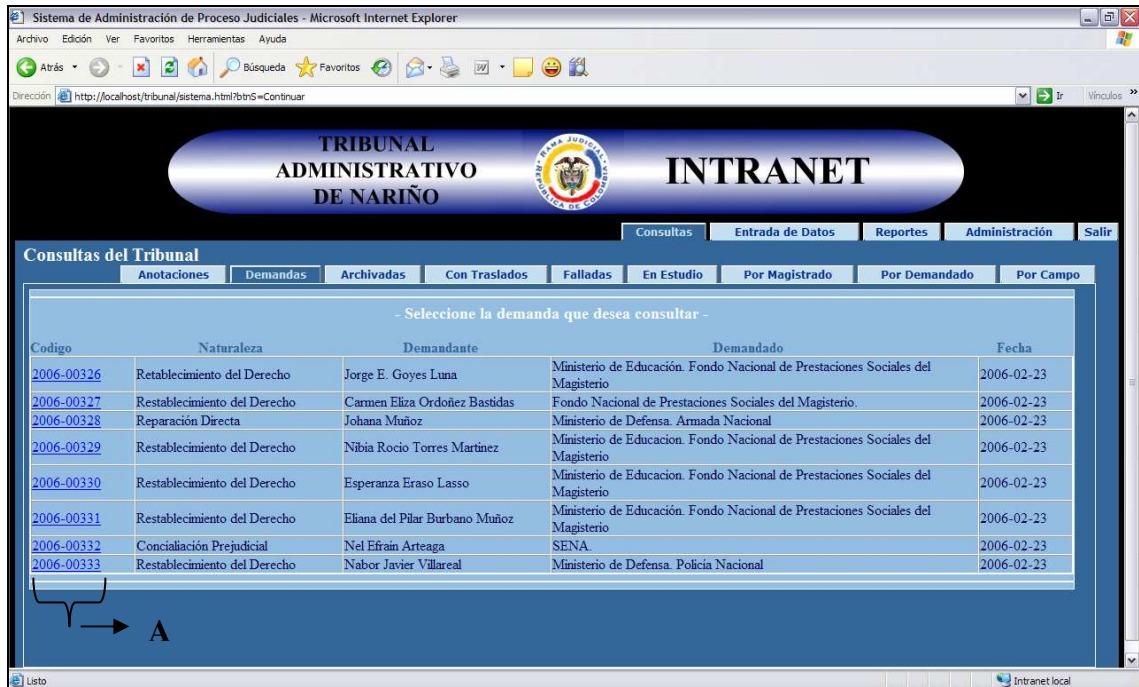 Sistema de Administración de Proceso Judiciales - Microsoft Internet Explorer
Archivo Edición Ver Favoritos Herramientas Ayuda
Atrás Búsqueda Favoritos
Dirección http://localhost/tribunal/sistema.html?btnS=Continuar Ir Vínculos »
TRIBUNAL
ADMINISTRATIVO
DE NARIÑO
RAMA JUDICIAL
REPUBLICA DE COLOMBIA
INTRANET
Consultas Entrada de Datos Reportes Administración Salir
Consultas del Tribunal
Anotaciones Demandas Archivadas Con Traslados Falladas En Estudio Por Magistrado Por Demandado Por Campo
- Seleccione la demanda que desea consultar -
Codigo Naturaleza Demandante Demandado Fecha
2006-00326 Retablecimiento del Derecho Jorge E. Goyes Luna Ministerio de Educación. Fondo Nacional de Prestaciones Sociales del Magisterio 2006-02-23
2006-00327 Restablecimiento del Derecho Carmen Eliza Ordoñez Bastidas Fondo Nacional de Prestaciones Sociales del Magisterio. 2006-02-23
2006-00328 Reparación Directa Johana Muñoz Ministerio de Defensa. Armada Nacional 2006-02-23
2006-00329 Restablecimiento del Derecho Nibia Rocio Torres Martinez Ministerio de Educacion. Fondo Nacional de Prestaciones Sociales del Magisterio 2006-02-23
2006-00330 Restablecimiento del Derecho Esperanza Eraso Lasso Ministerio de Educacion. Fondo Nacional de Prestaciones Sociales del Magisterio 2006-02-23
2006-00331 Restablecimiento del Derecho Eliana del Pilar Burbano Muñoz Ministerio de Educación. Fondo Nacional de Prestaciones Sociales del Magisterio 2006-02-23
2006-00332 Concialiación Prejudicial Nel Efrain Arteaga SENA. 2006-02-23
2006-00333 Restablecimiento del Derecho Nabor Javier Villareal Ministerio de Defensa. Policia Nacional 2006-02-23
A
Listo Intranet local